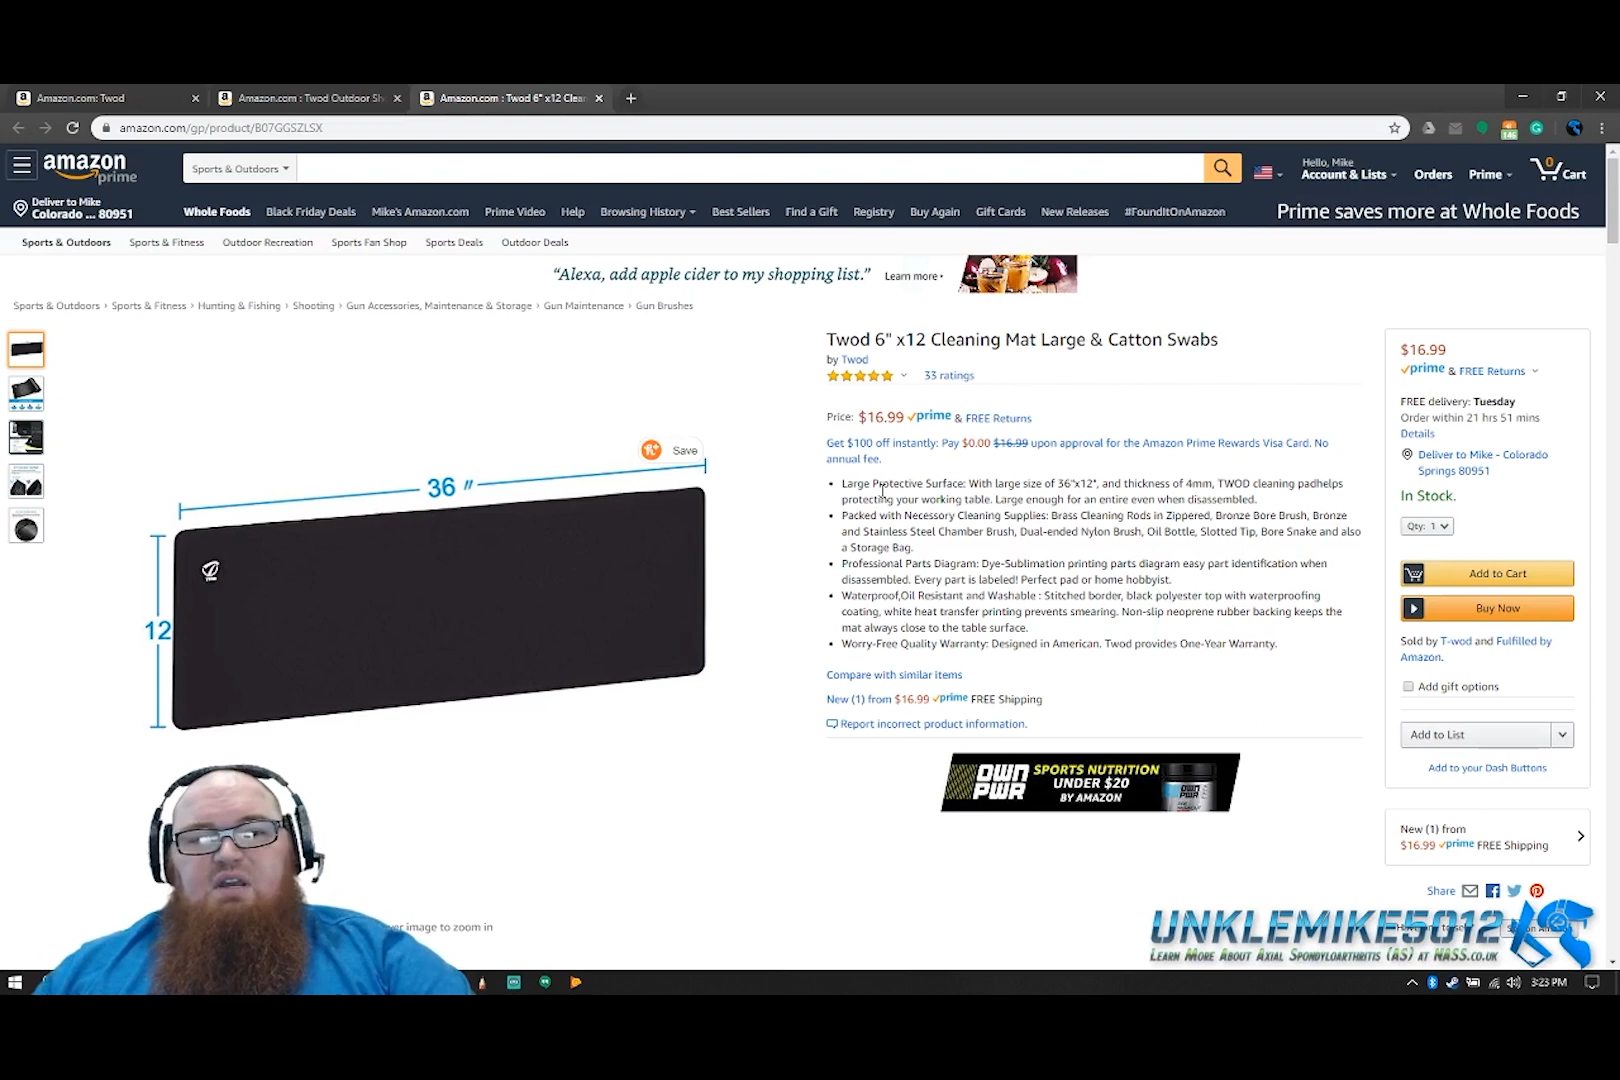 Amazon.com: Twod
Amazon.com : Twod Outdoor Sh
Amazon.com : Twod 6" x12 Clear
amazon.com/gp/product/B07GGSZLSX
146
amazon prime
Sports & Outdoors
Hello, Mike
Account & Lists
Orders
Prime
0
Cart
Deliver to Mike
Colorado ... 80951
Whole Foods
Black Friday Deals
Mike's Amazon.com
Prime Video
Help
Browsing History
Best Sellers
Find a Gift
Registry
Buy Again
Gift Cards
New Releases
#FoundItOnAmazon
Prime saves more at Whole Foods
Sports & Outdoors
Sports & Fitness
Outdoor Recreation
Sports Fan Shop
Sports Deals
Outdoor Deals
“Alexa, add apple cider to my shopping list.”
Learn more ›
Sports & Outdoors › Sports & Fitness › Hunting & Fishing › Shooting › Gun Accessories, Maintenance & Storage › Gun Maintenance › Gun Brushes
Save
36 "
12
Twod 6" x12 Cleaning Mat Large & Catton Swabs
by Twod
33 ratings
Price: $16.99 prime & FREE Returns
Get $100 off instantly: Pay $0.00 $16.99 upon approval for the Amazon Prime Rewards Visa Card. No
annual fee.
• Large Protective Surface: With large size of 36"x12", and thickness of 4mm, TWOD cleaning padhelps
protecting your working table. Large enough for an entire even when disassembled.
• Packed with Necessary Cleaning Supplies: Brass Cleaning Rods in Zippered, Bronze Bore Brush, Bronze
and Stainless Steel Chamber Brush, Dual-ended Nylon Brush, Oil Bottle, Slotted Tip, Bore Snake and also
a Storage Bag.
• Professional Parts Diagram: Dye-Sublimation printing parts diagram easy part identification when
disassembled. Every part is labeled! Perfect pad or home hobbyist.
• Waterproof,Oil Resistant and Washable : Stitched border, black polyester top with waterproofing
coating, white heat transfer printing prevents smearing. Non-slip neoprene rubber backing keeps the
mat always close to the table surface.
• Worry-Free Quality Warranty: Designed in American. Twod provides One-Year Warranty.
Compare with similar items
New (1) from $16.99 prime FREE Shipping
Report incorrect product information.
OWN PWR
SPORTS NUTRITION
UNDER $20
BY AMAZON
$16.99
prime & FREE Returns
FREE delivery: Tuesday
Order within 21 hrs 51 mins
Details
Deliver to Mike - Colorado
Springs 80951
In Stock.
Qty: 1
Add to Cart
Buy Now
Sold by T-wod and Fulfilled by
Amazon.
Add gift options
Add to List
Add to your Dash Buttons
New (1) from
$16.99 prime FREE Shipping
Share
er image to zoom in
UNKLEMIKE5012
LEARN MORE ABOUT AXIAL SPONDYLOARTHRITIS (AS) AT NASS.CO.UK
3:23 PM